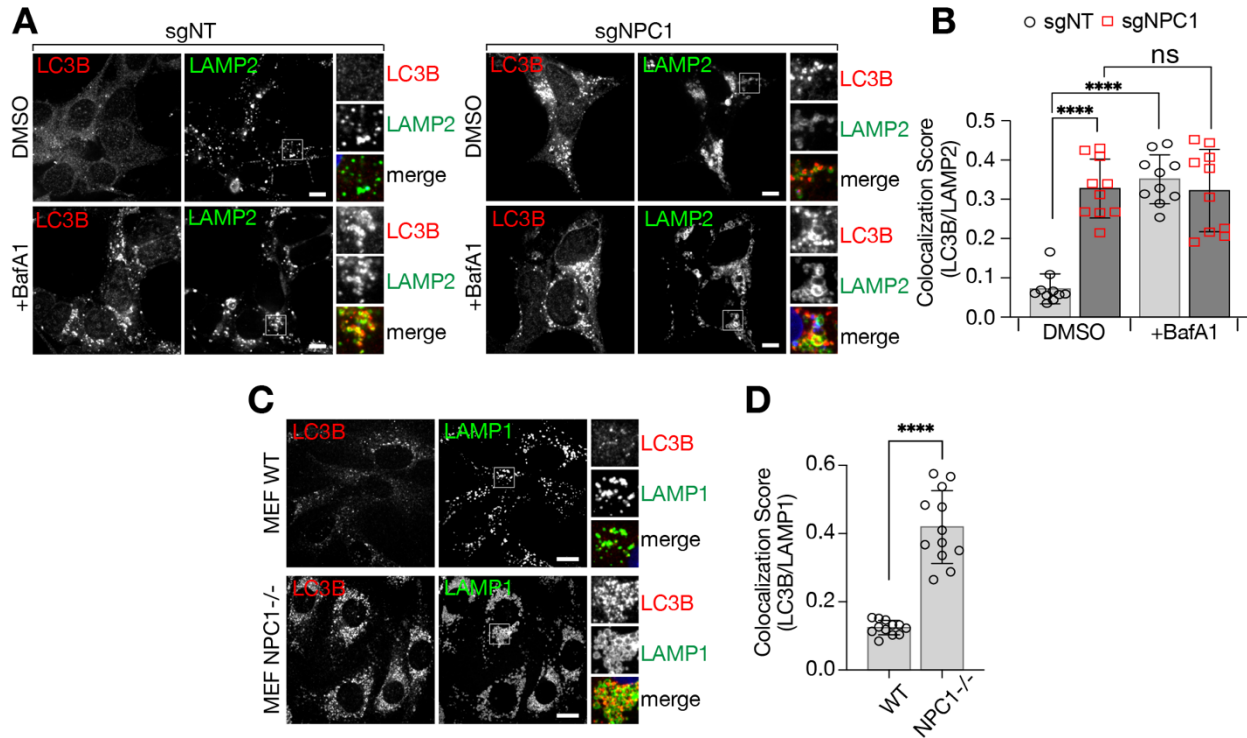 A
sgNT
sgNPC1
DMSO
LC3B
LAMP2
LC3B
LAMP2
merge
LC3B
LAMP2
LC3B
LAMP2
merge
+BafA1
LC3B
LAMP2
LC3B
LAMP2
merge
+BafA1
LC3B
LAMP2
LC3B
LAMP2
merge
DMSO
B
sgNT
sgNPC1
ns
****
****
Colocalization Score
(LC3B/LAMP2)
0.5
0.4
0.3
0.2
0.1
0.0
DMSO
+BafA1
C
MEF WT
LC3B
LAMP1
LC3B
LAMP1
merge
MEF NPC1-/-
LC3B
LAMP1
LC3B
LAMP1
merge
D
****
Colocalization Score
(LC3B/LAMP1)
0.6
0.4
0.2
0.0
WT
NPC1-/-